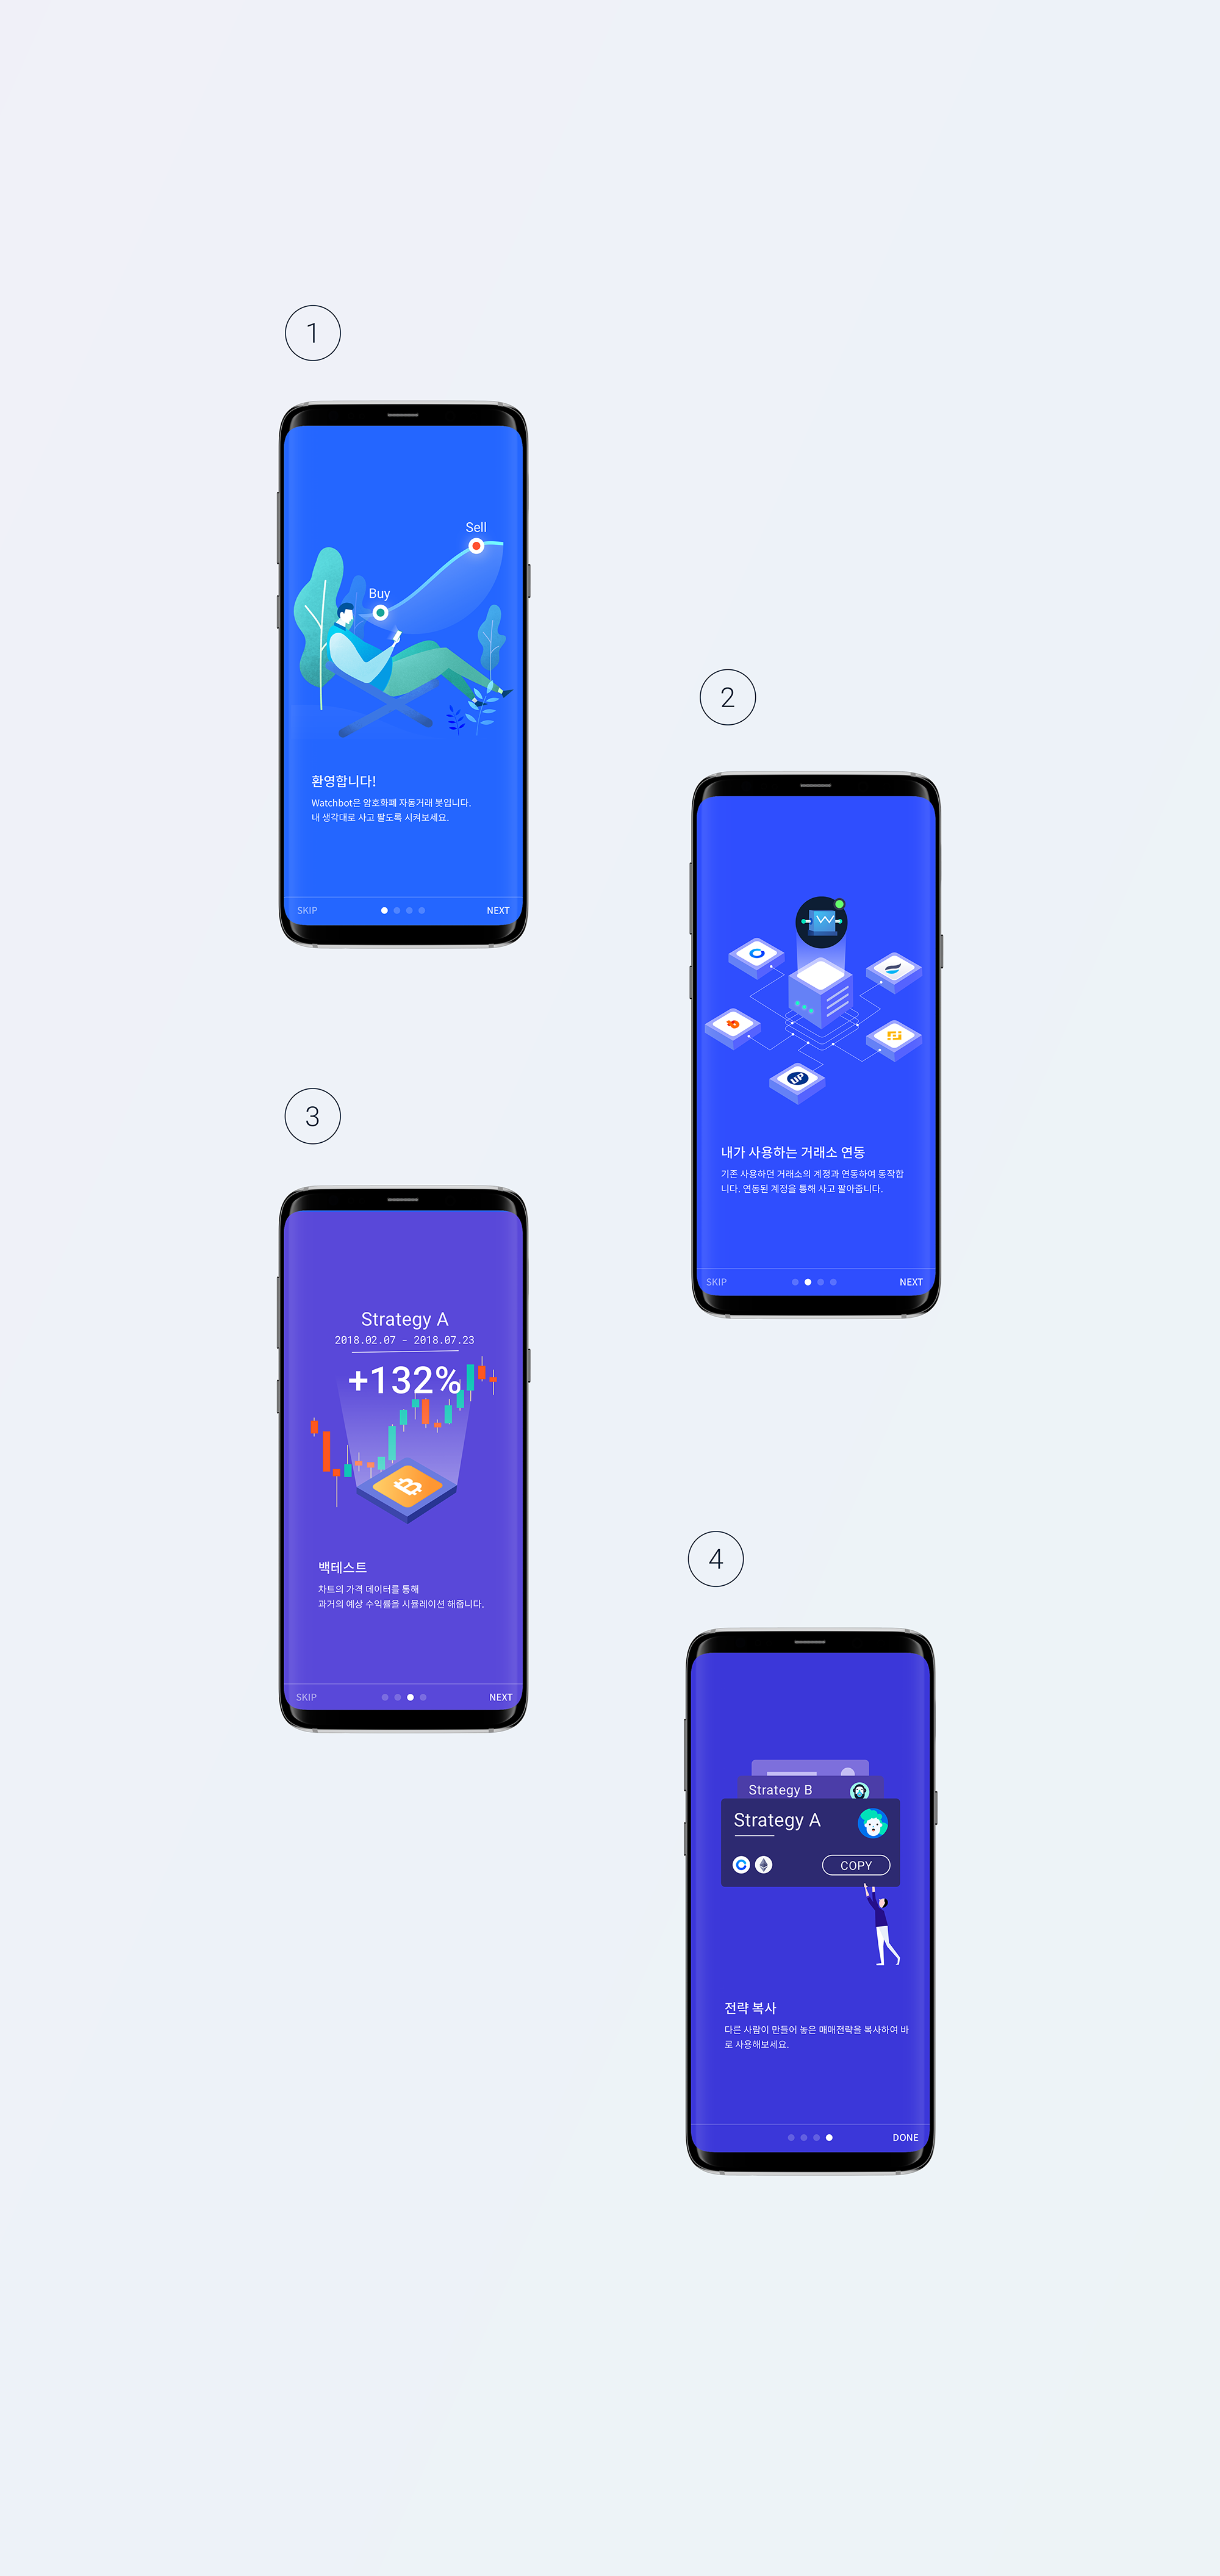 1
Sell
Buy
환영합니다!
Watchbot은 암호화폐 자동거래 봇입니다.
내 생각대로 사고 팔도록 시켜보세요.
SKIP
NEXT
2
UP
내가 사용하는 거래소 연동
기존 사용하던 거래소의 계정과 연동하여 동작합
니다. 연동된 계정을 통해 사고 팔아줍니다.
SKIP
NEXT
3
Strategy A
2018.02.07 - 2018.07.23
+132%
백테스트
차트의 가격 데이터를 통해
과거의 예상 수익률을 시뮬레이션 해줍니다.
SKIP
NEXT
4
Strategy B
Strategy A
COPY
전략 복사
다른 사람이 만들어 놓은 매매전략을 복사하여 바
로 사용해보세요.
DONE